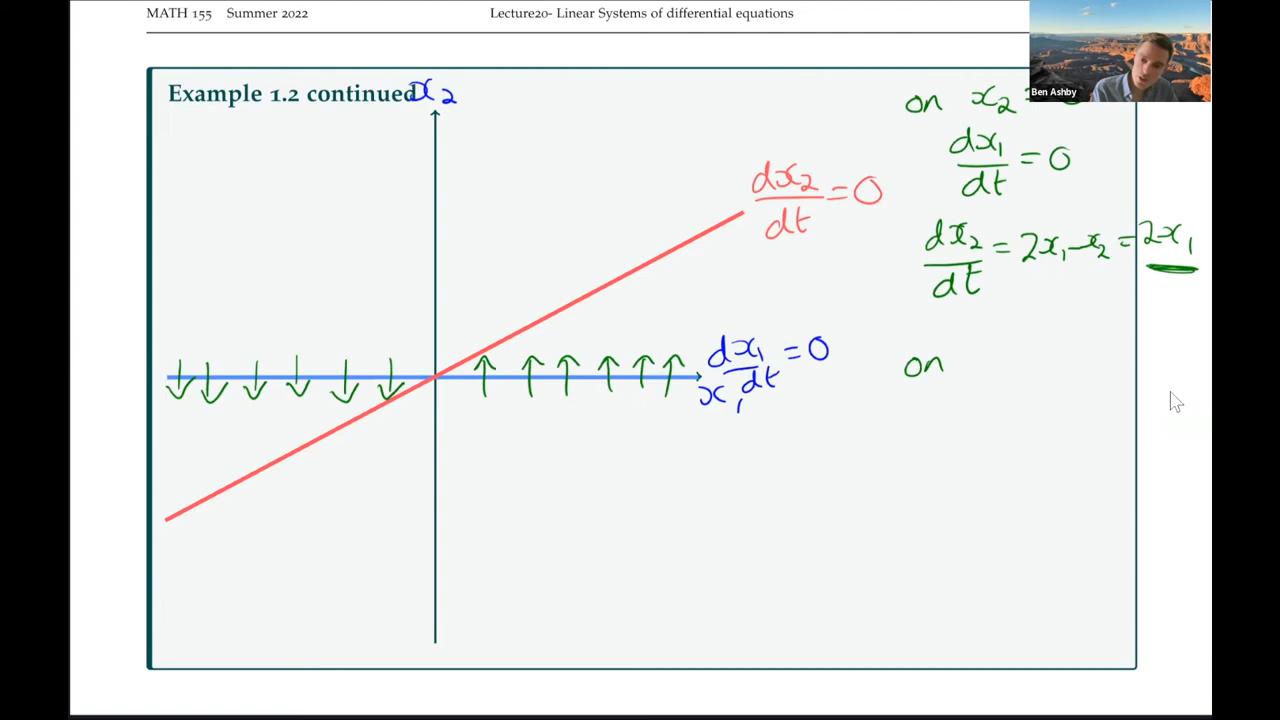 MATH 155 Summer 2022
Lecture20- Linear Systems of differential equations
Ben Ashby
Example 1.2 continued
x₂
on x₂ =
dx₁/dt = 0
dx₂/dt = 0
dx₂/dt = 2x₁-x₂ = 2x₁
dx₁/dt = 0
x₁
on